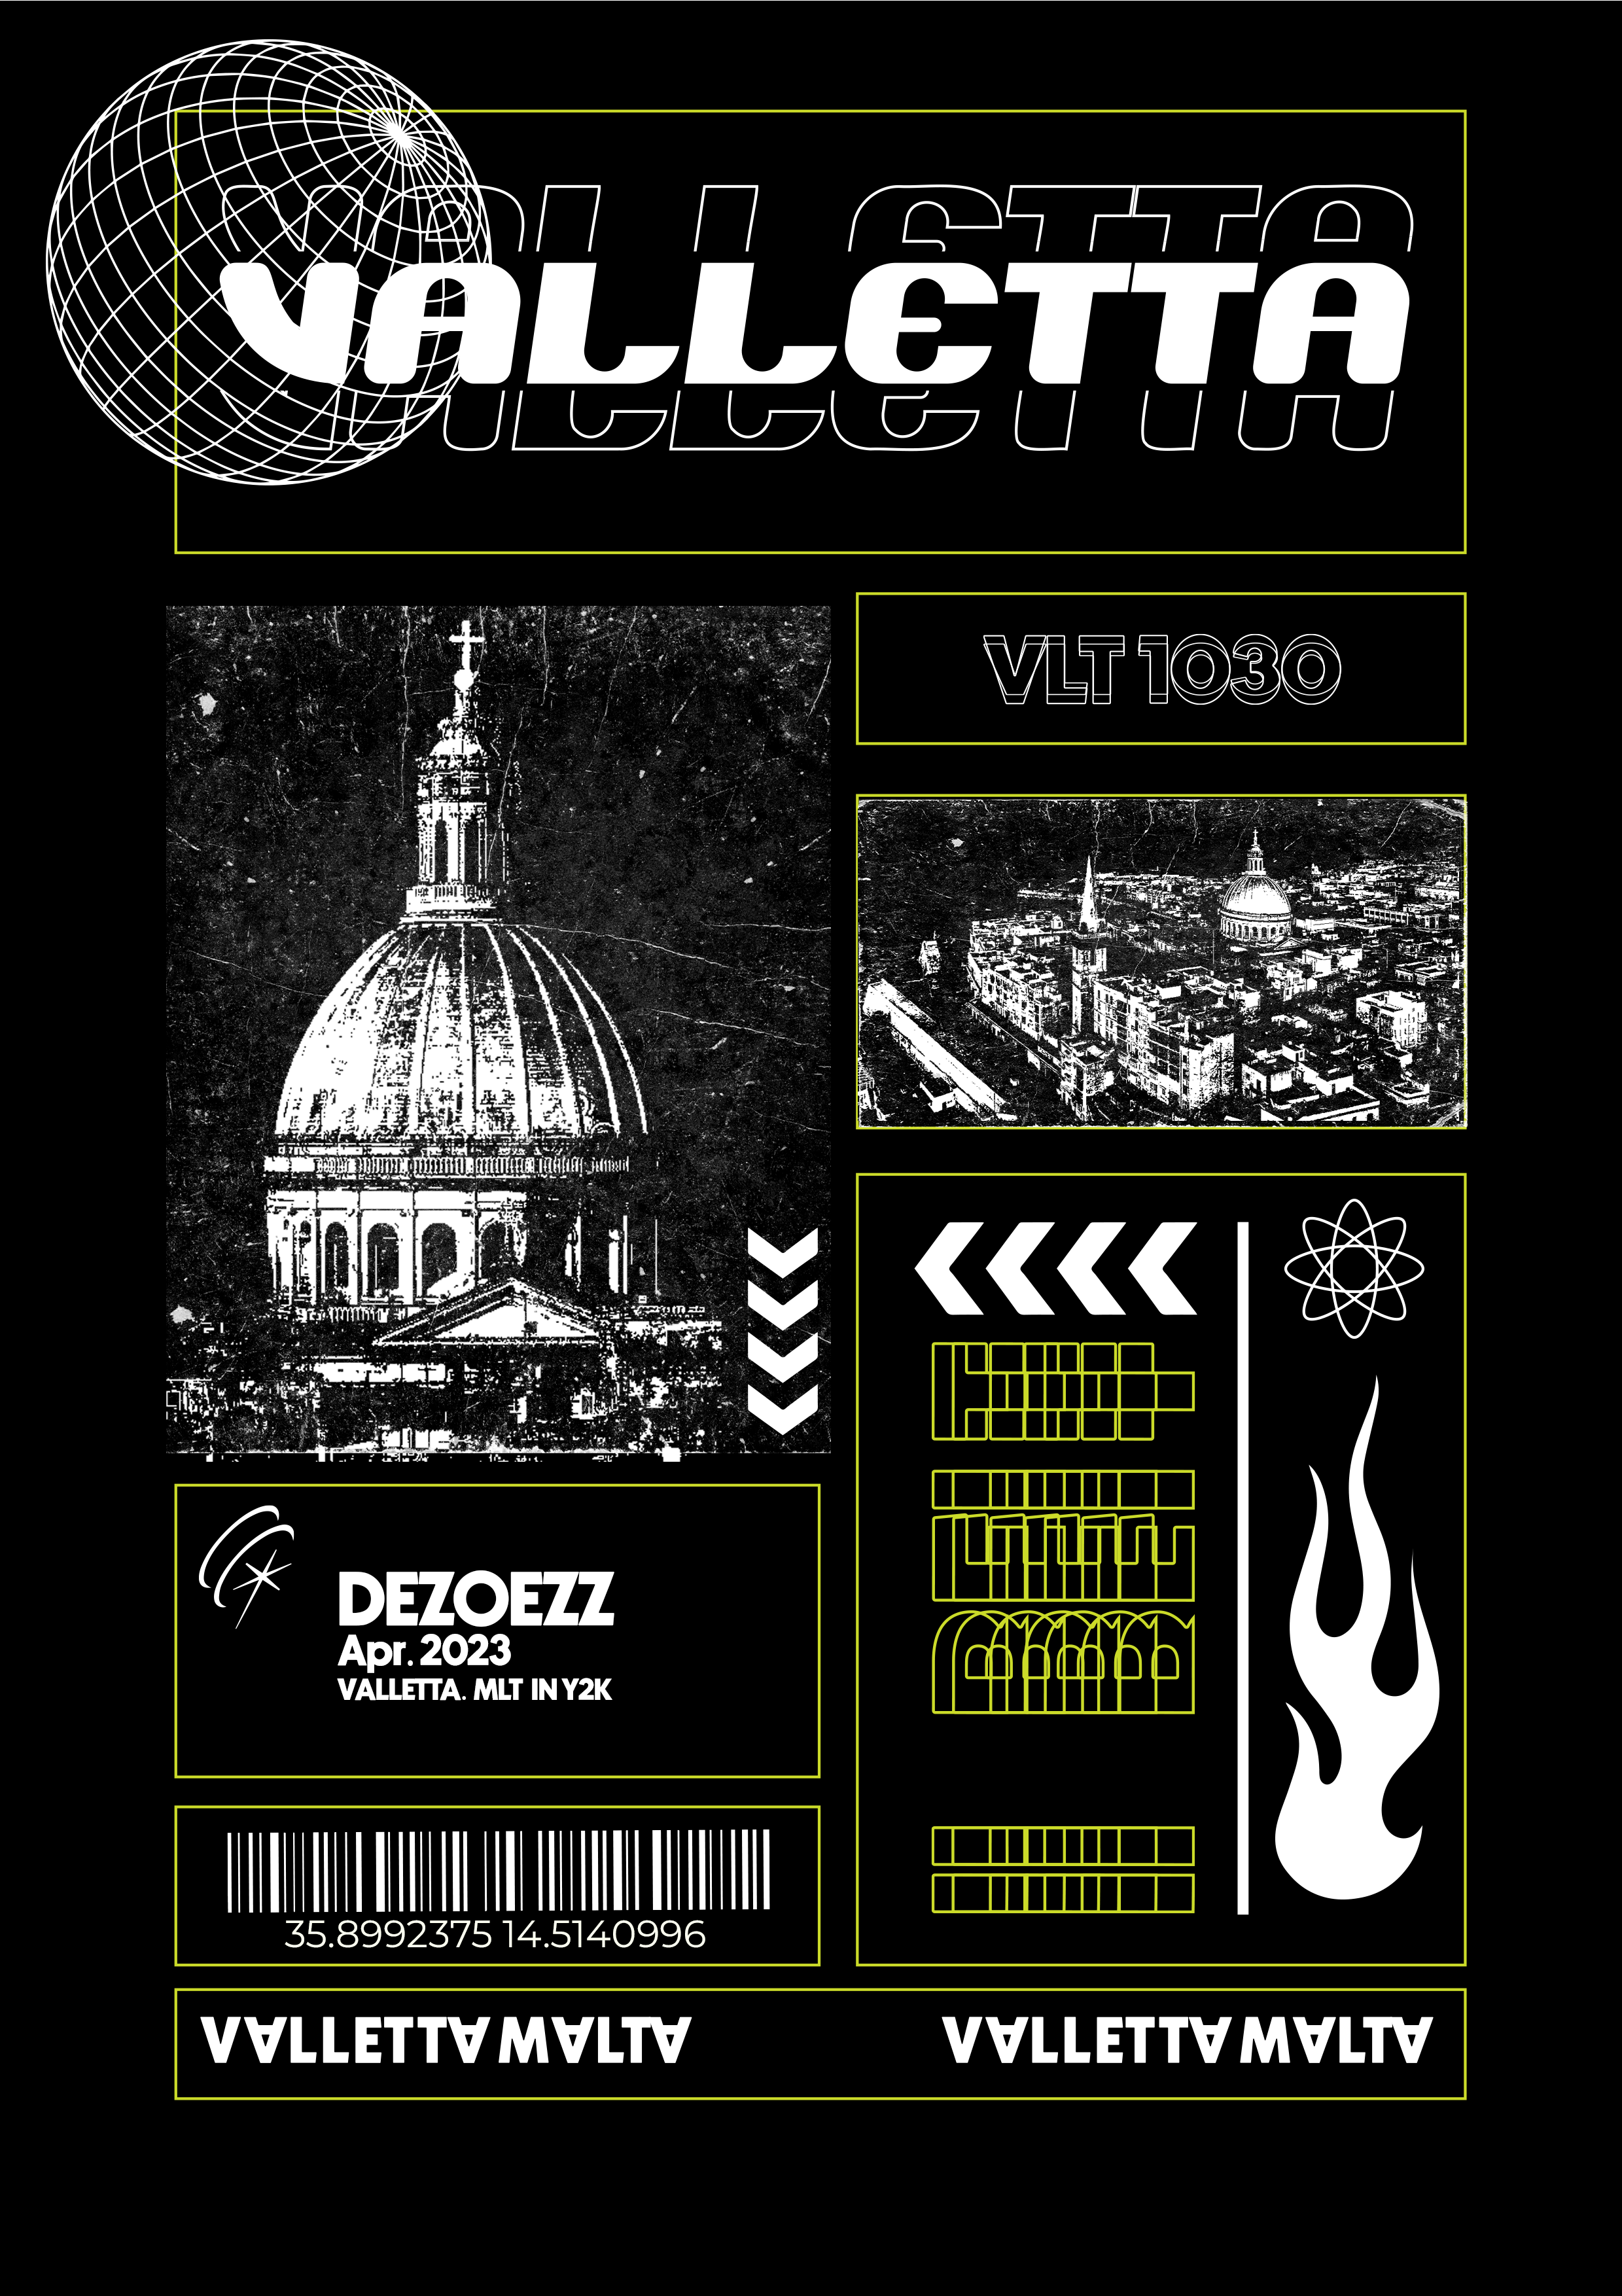 VALLETTA
VLT 1030
DEZOEZZ
Apr. 2023
VALLETTA. MLT IN Y2K
35.8992375 14.5140996
VALLETTA MALTA
VALLETTA MALTA